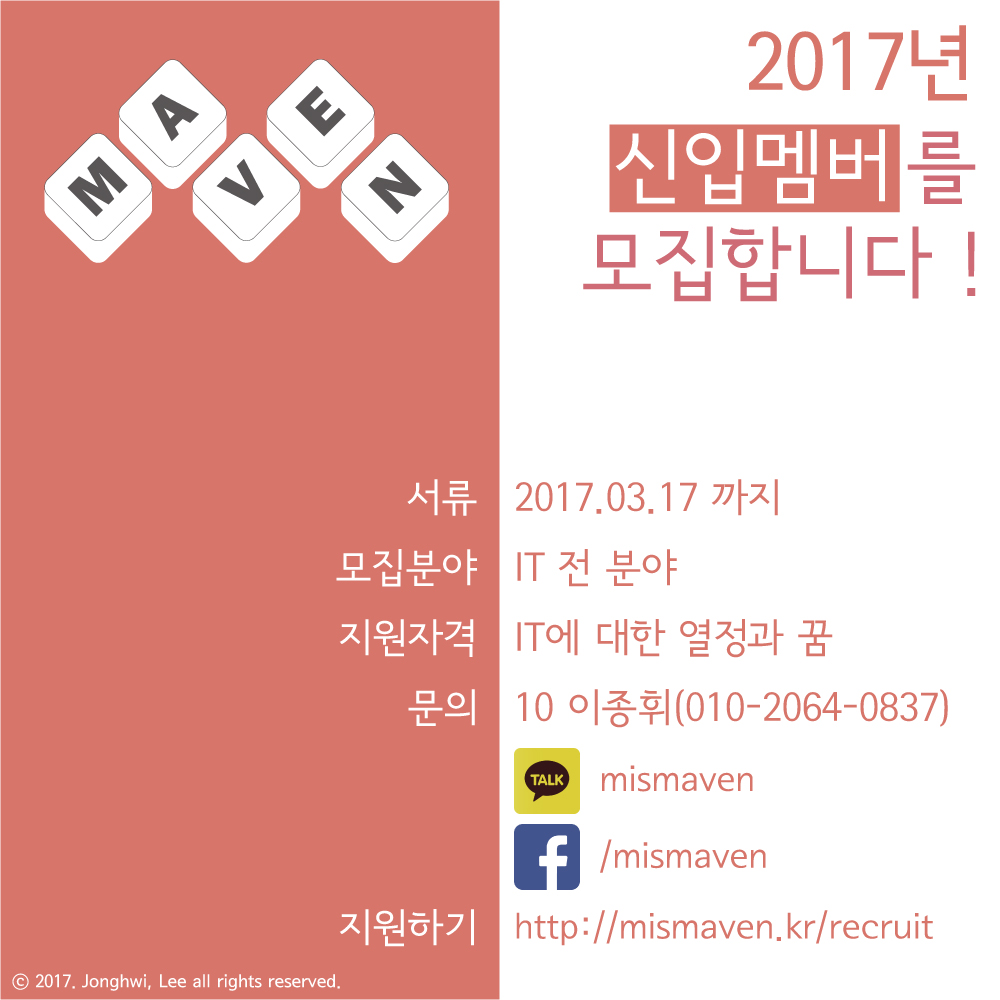 MAVEN
2017년
신입멤버를
모집합니다 !
서류 2017.03.17 까지
모집분야 IT 전 분야
지원자격 IT에 대한 열정과 꿈
문의 10 이종휘(010-2064-0837)
TALK mismaven
f /mismaven
지원하기 http://mismaven.kr/recruit
ⓒ 2017. Jonghwi, Lee all rights reserved.